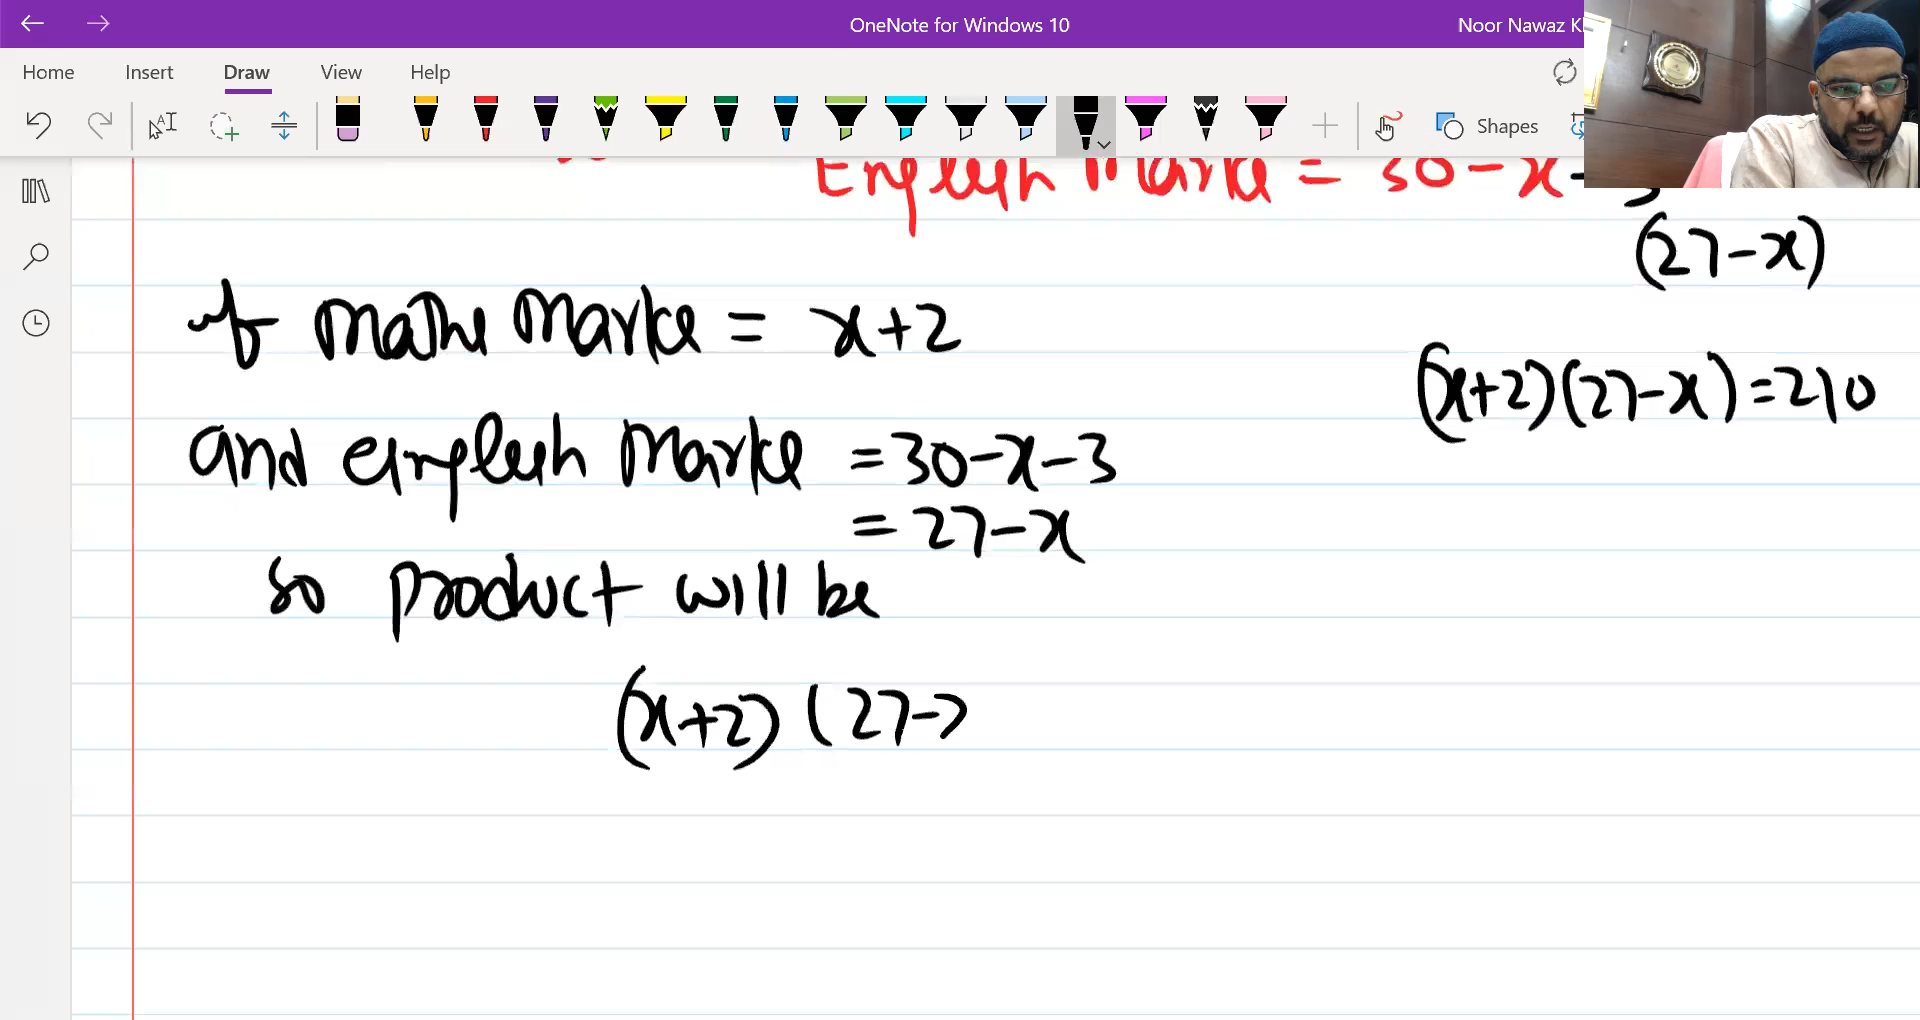 OneNote for Windows 10
Noor Nawaz K
Home Insert Draw View Help
Shapes
English Marks = 30-x-3
(27-x)
If maths Marks = x+2
(x+2)(27-x)=210
and english Marks = 30-x-3
= 27-x
so product will be
(x+2) (27-